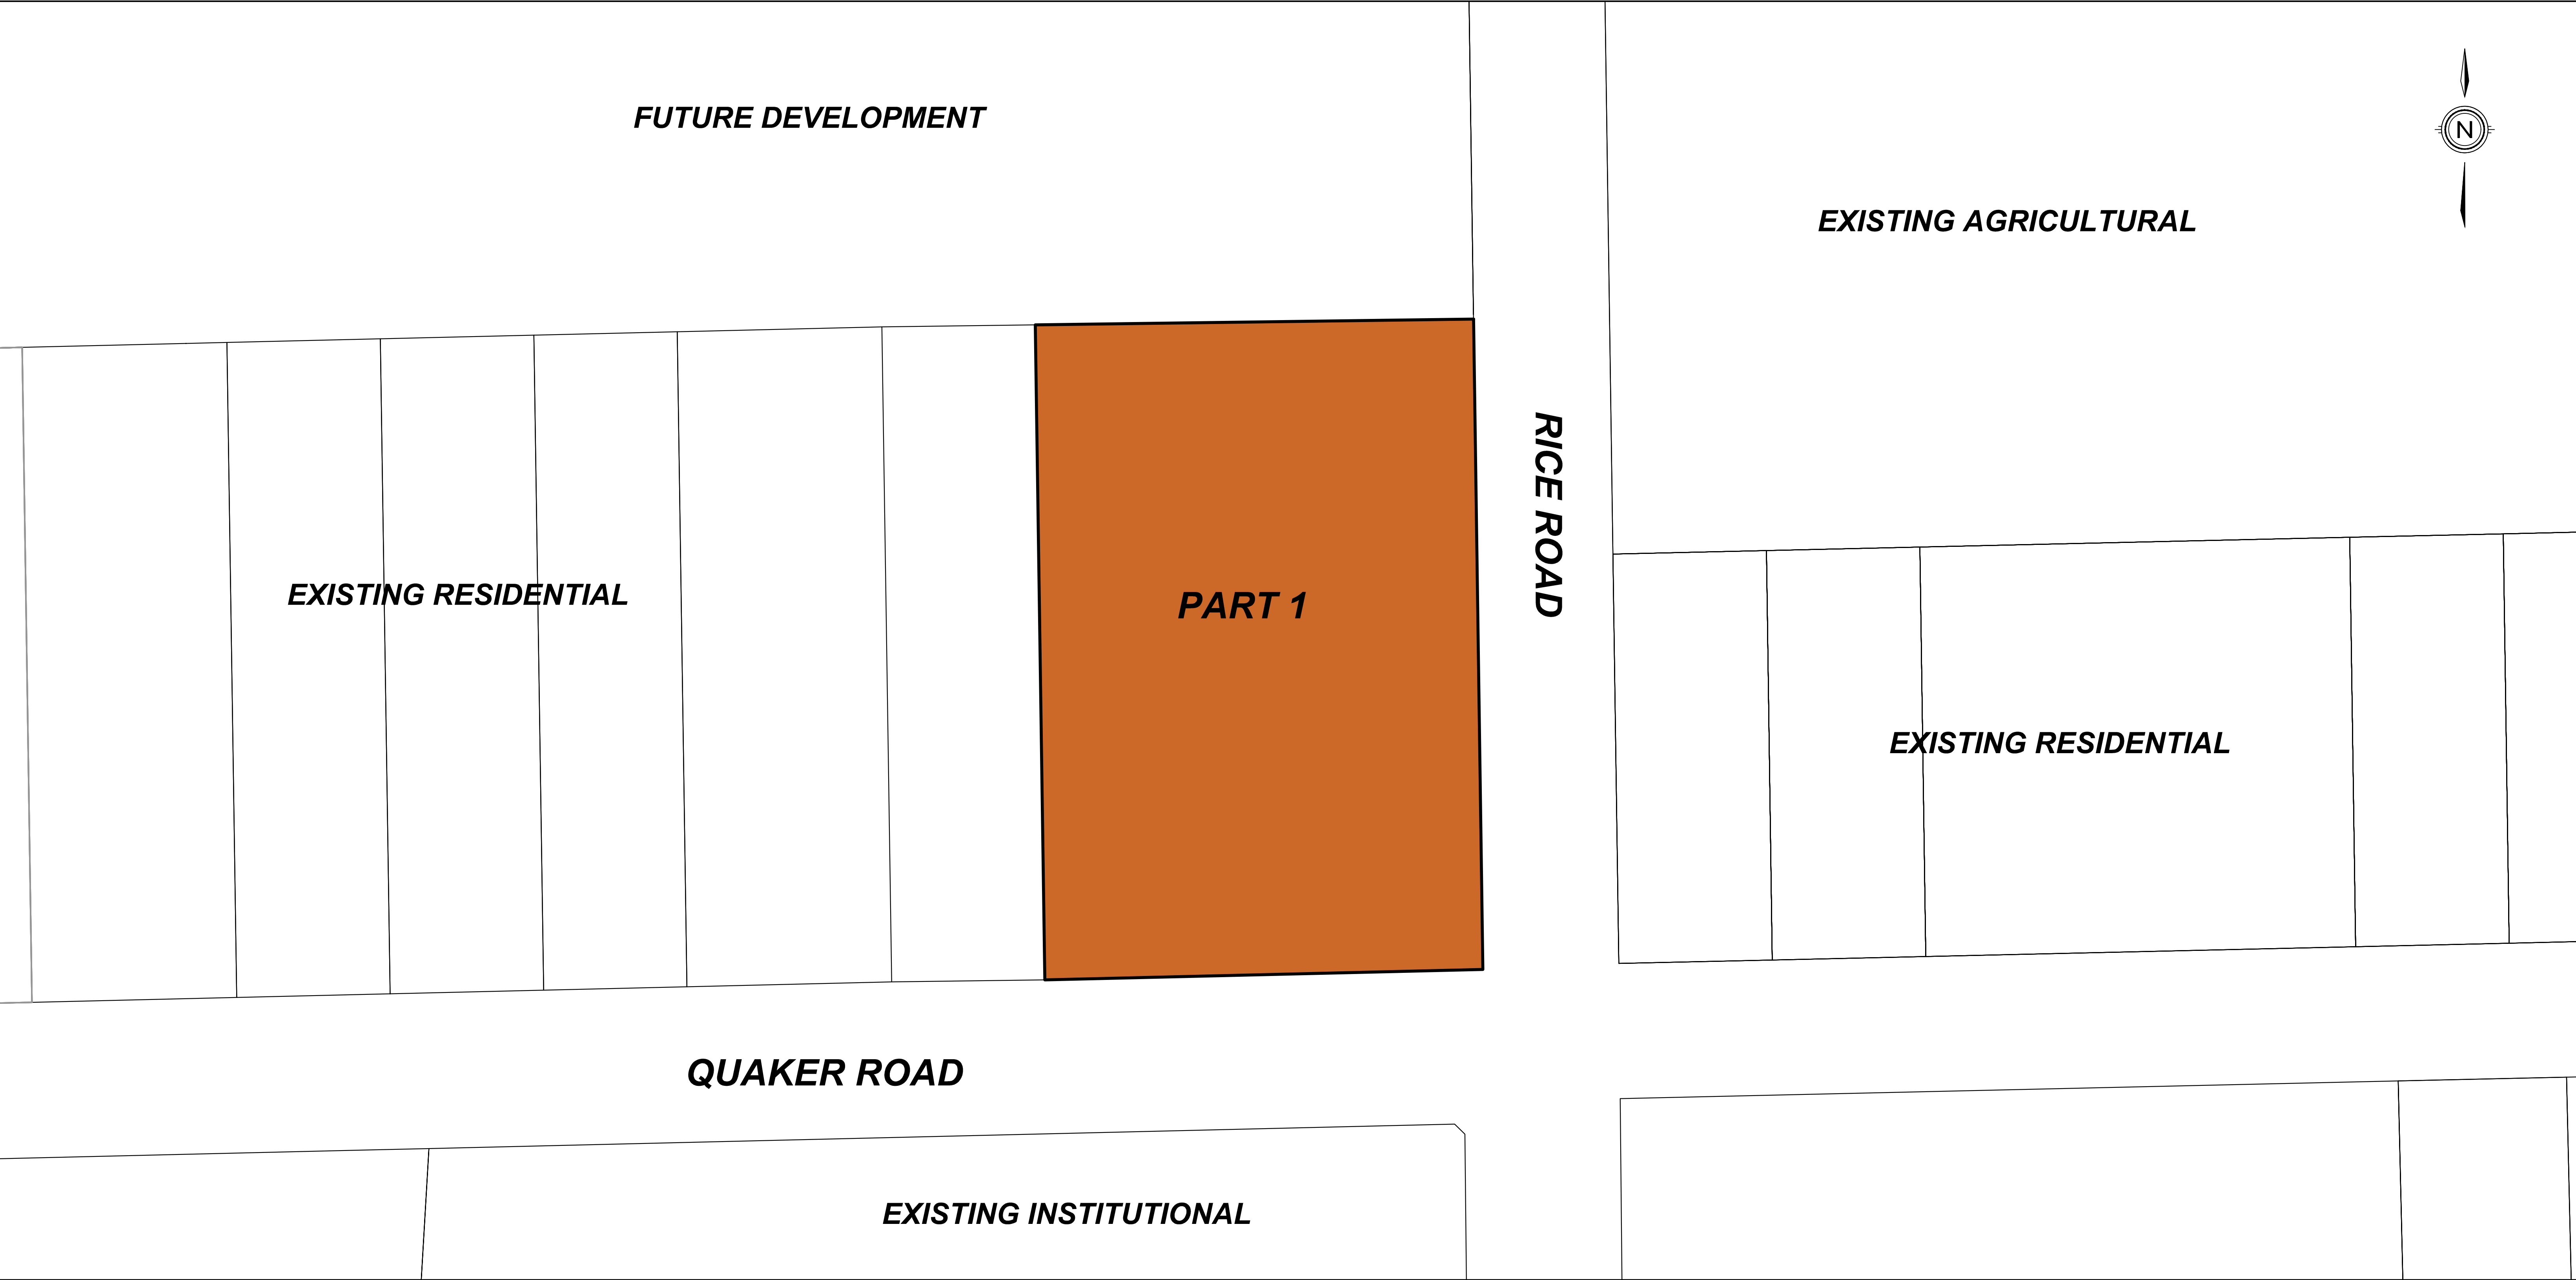 FUTURE DEVELOPMENT
N
EXISTING AGRICULTURAL
RICE ROAD
EXISTING RESIDENTIAL
PART 1
EXISTING RESIDENTIAL
QUAKER ROAD
EXISTING INSTITUTIONAL